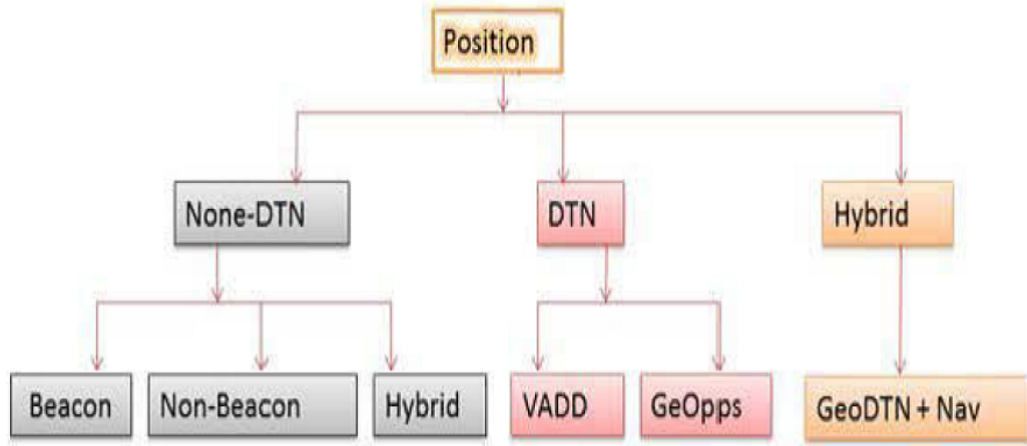 Position
None-DTN
DTN
Hybrid
Beacon
Non-Beacon
Hybrid
VADD
GeOpps
GeoDTN + Nav